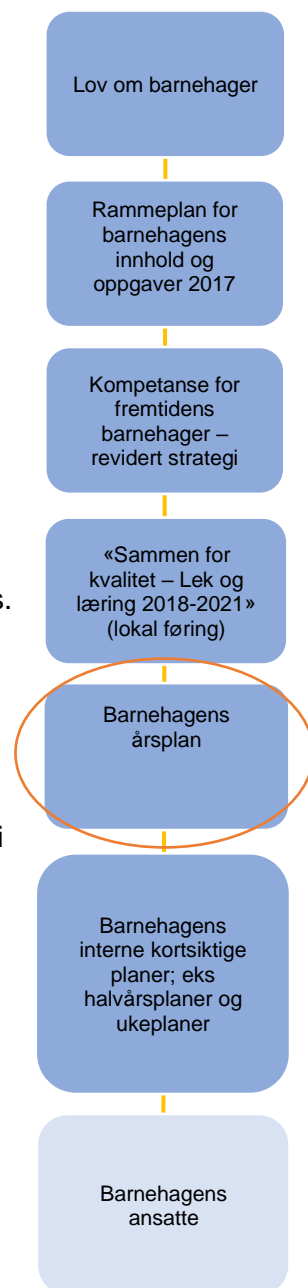 Lov om barnehager
Rammeplan for
barnehagens
innhold og
oppgaver 2017
Kompetanse for
fremtidens
barnehager –
revidert strategi
«Sammen for
kvalitet – Lek og
læring 2018-2021»
(lokal føring)
s.
Barnehagens
årsplan
i
Barnehagens
interne kortsiktige
planer; eks
halvårsplaner og
ukeplaner
Barnehagens
ansatte